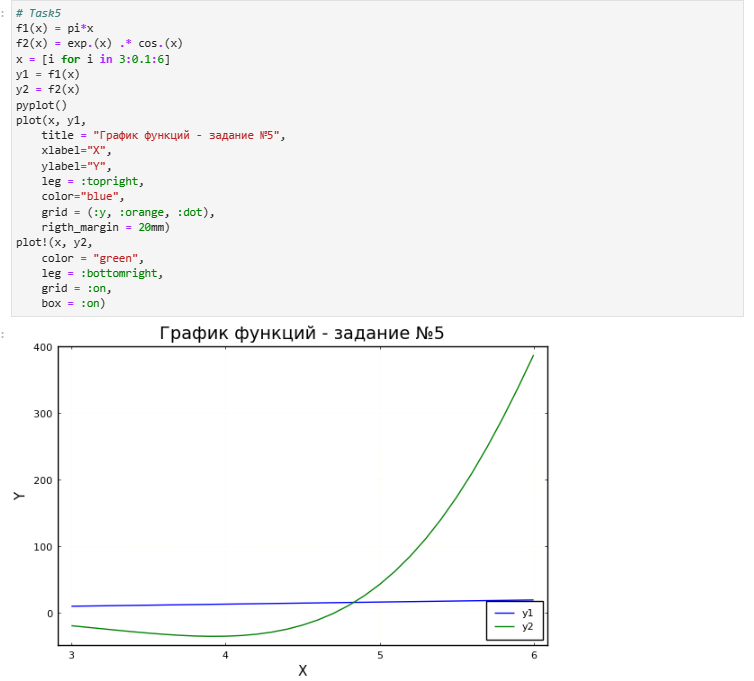 # Task5
f1(x) = pi*x
f2(x) = exp.(x) .* cos.(x)
x = [i for i in 3:0.1:6]
y1 = f1(x)
y2 = f2(x)
pyplot()
plot(x, y1,
    title = "График функций - задание №5",
    xlabel="X",
    ylabel="Y",
    leg = :topright,
    color="blue",
    grid = (:y, :orange, :dot),
    rigth_margin = 20mm)
plot!(x, y2,
    color = "green",
    leg = :bottomright,
    grid = :on,
    box = :on)
График функций - задание №5
400
300
200
100
0
Y
3 4 5 6
X
y1
y2